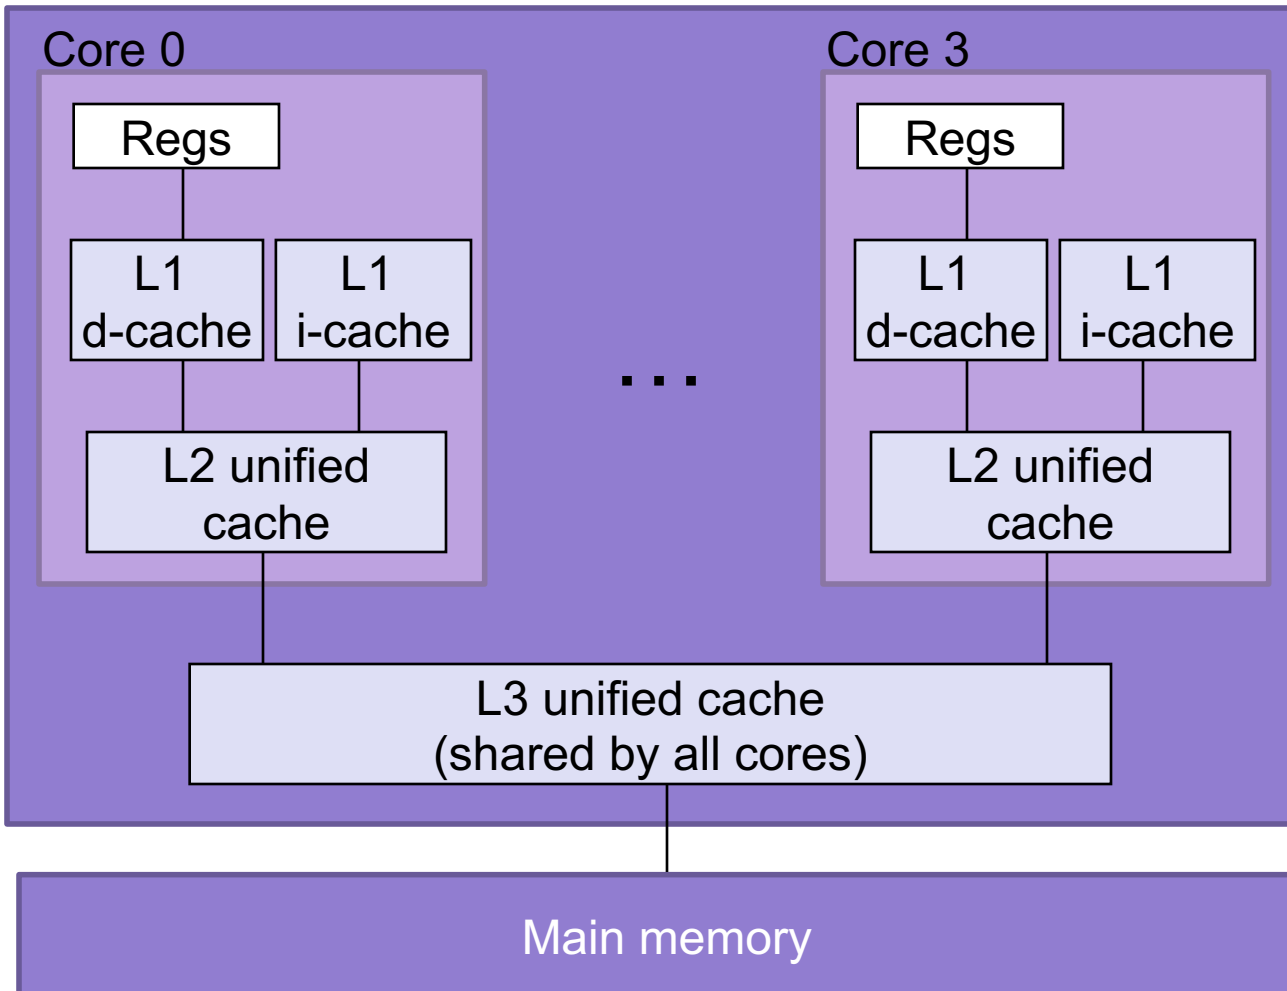 Core 0
Regs
L1
d-cache
L1
i-cache
L2 unified
cache
...
Core 3
Regs
L1
d-cache
L1
i-cache
L2 unified
cache
L3 unified cache
(shared by all cores)
Main memory